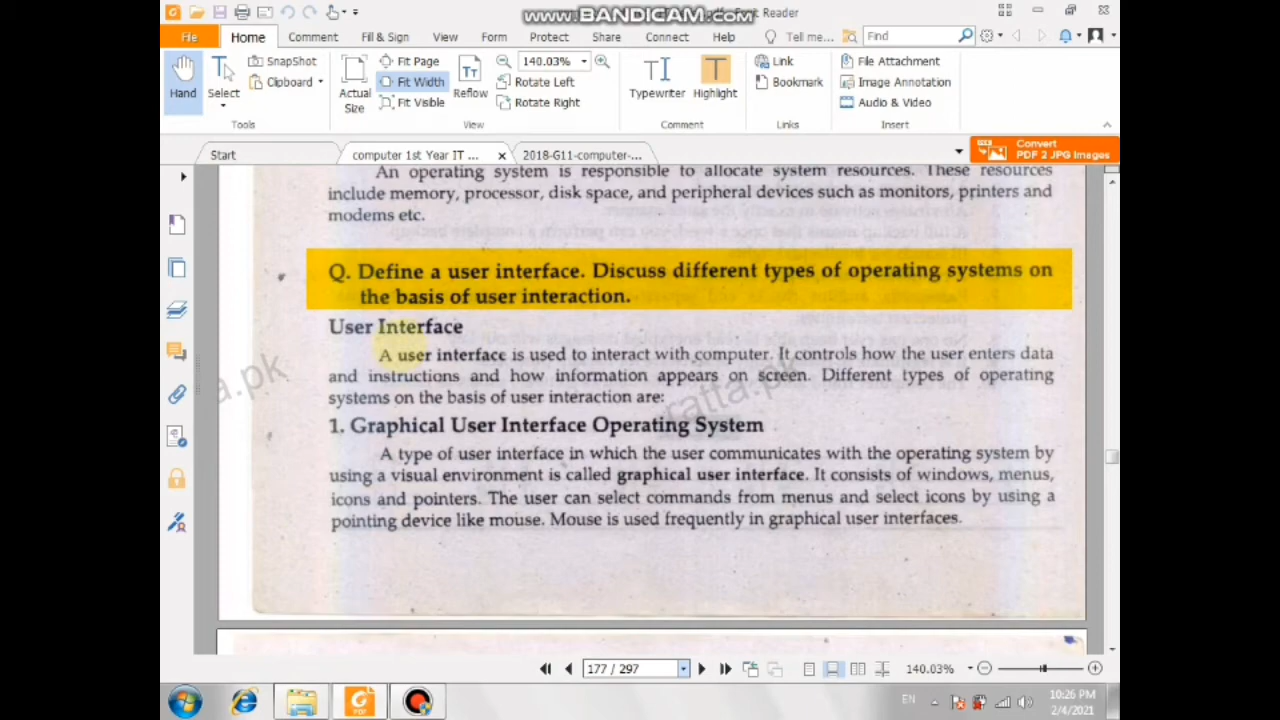 www.BANDICAM.com
Reader
File Home Comment Fill & Sign View Form Protect Share Connect Help Tell me... Find
Hand
Select
SnapShot
Clipboard
Tools
Actual Size
Fit Page
Fit Width
Fit Visible
Reflow
140.03%
Rotate Left
Rotate Right
View
Typewriter
Highlight
Comment
Link
Bookmark
Links
File Attachment
Image Annotation
Audio & Video
Insert
Start computer 1st Year IT ... 2018-G11-computer-...
Convert
PDF 2 JPG Images
An operating system is responsible to allocate system resources. These resources
include memory, processor, disk space, and peripheral devices such as monitors, printers and
modems etc.
Q. Define a user interface. Discuss different types of operating systems on
the basis of user interaction.
User Interface
A user interface is used to interact with computer. It controls how the user enters data
and instructions and how information appears on screen. Different types of operating
systems on the basis of user interaction are:
1. Graphical User Interface Operating System
A type of user interface in which the user communicates with the operating system by
using a visual environment is called graphical user interface. It consists of windows, menus,
icons and pointers. The user can select commands from menus and select icons by using a
pointing device like mouse. Mouse is used frequently in graphical user interfaces.
ratta.pk
177 / 297
140.03%
PDF
EN
10:26 PM
2/4/2021